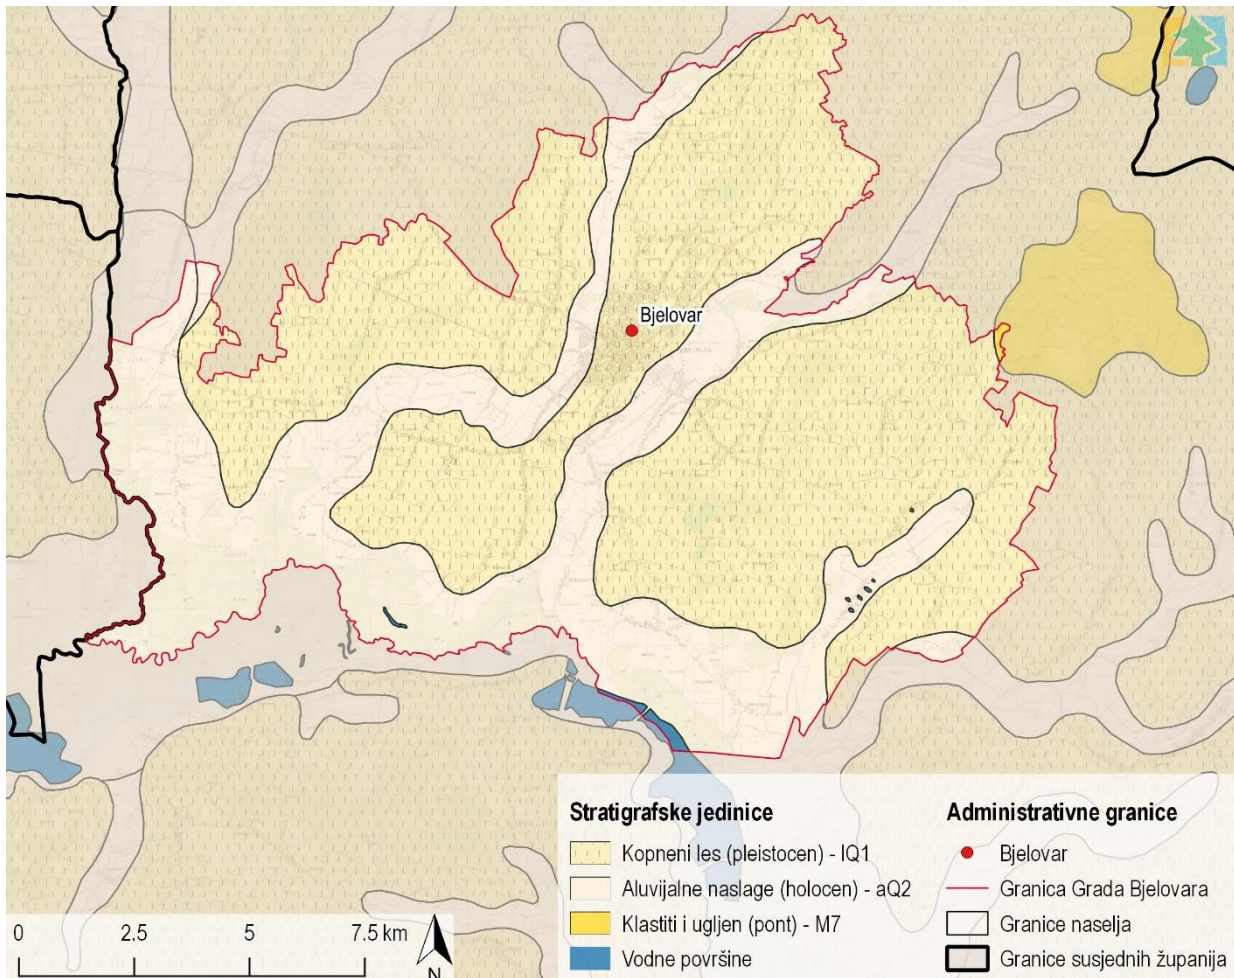 Bjelovar
Stratigrafske jedinice
Kopneni les (pleistocen) - lQ1
Aluvijalne naslage (holocen) - aQ2
Klastiti i ugljen (pont) - M7
Vodne površine
Administrativne granice
Bjelovar
Granica Grada Bjelovara
Granice naselja
Granice susjednih županija
0 2.5 5 7.5 km
N